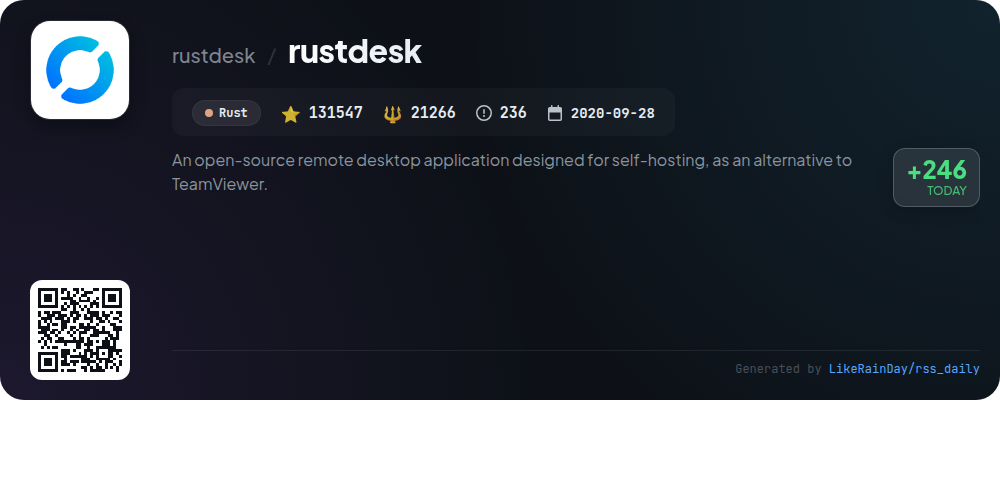 rustdesk / rustdesk
Rust 131547 21266 236 2020-09-28
An open-source remote desktop application designed for self-hosting, as an alternative to
TeamViewer.
+246
TODAY
Generated by LikeRainDay/rss_daily